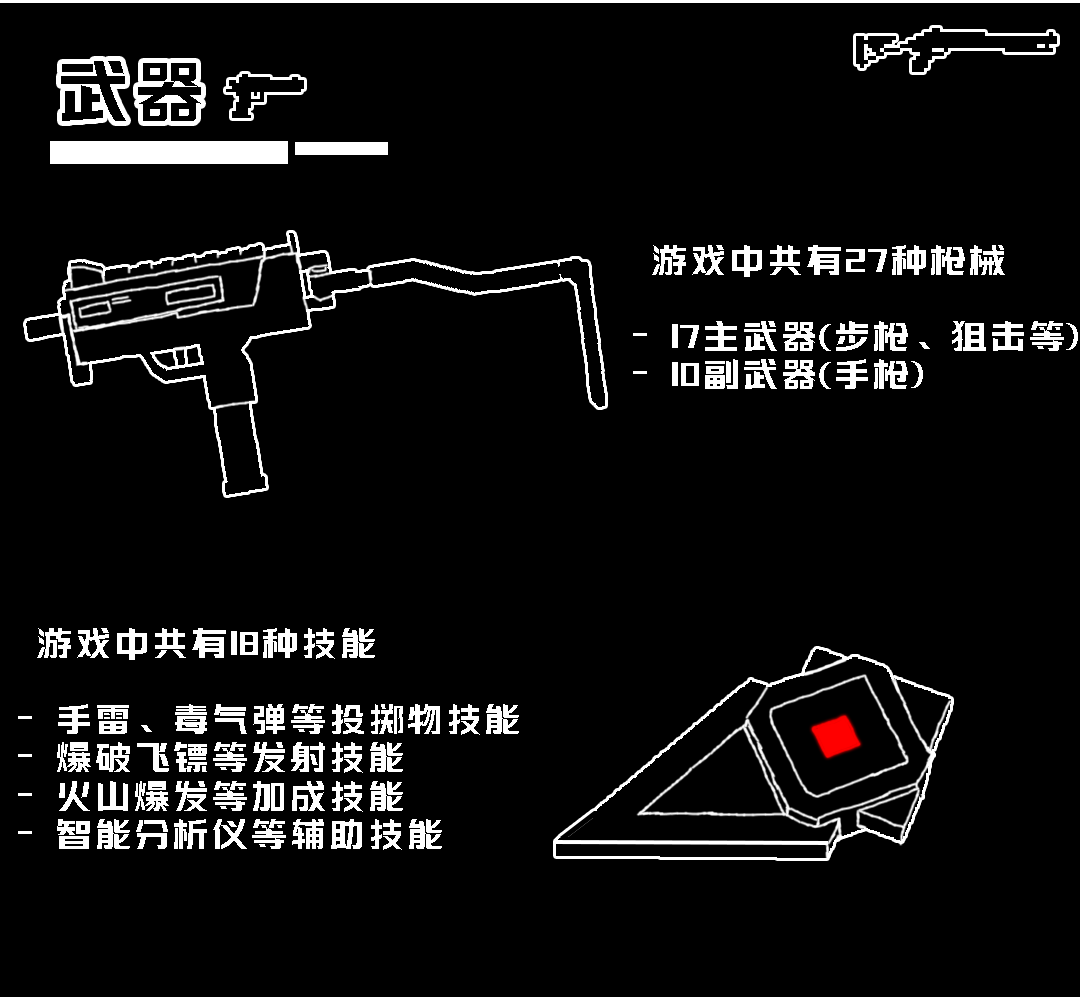 武器
游戏中共有27种枪械
- 17主武器(步枪、狙击等)
- 10副武器(手枪)
游戏中共有18种技能
- 手雷、毒气弹等投掷物技能
- 爆破飞镖等发射技能
- 火山爆发等加成技能
- 智能分析仪等辅助技能